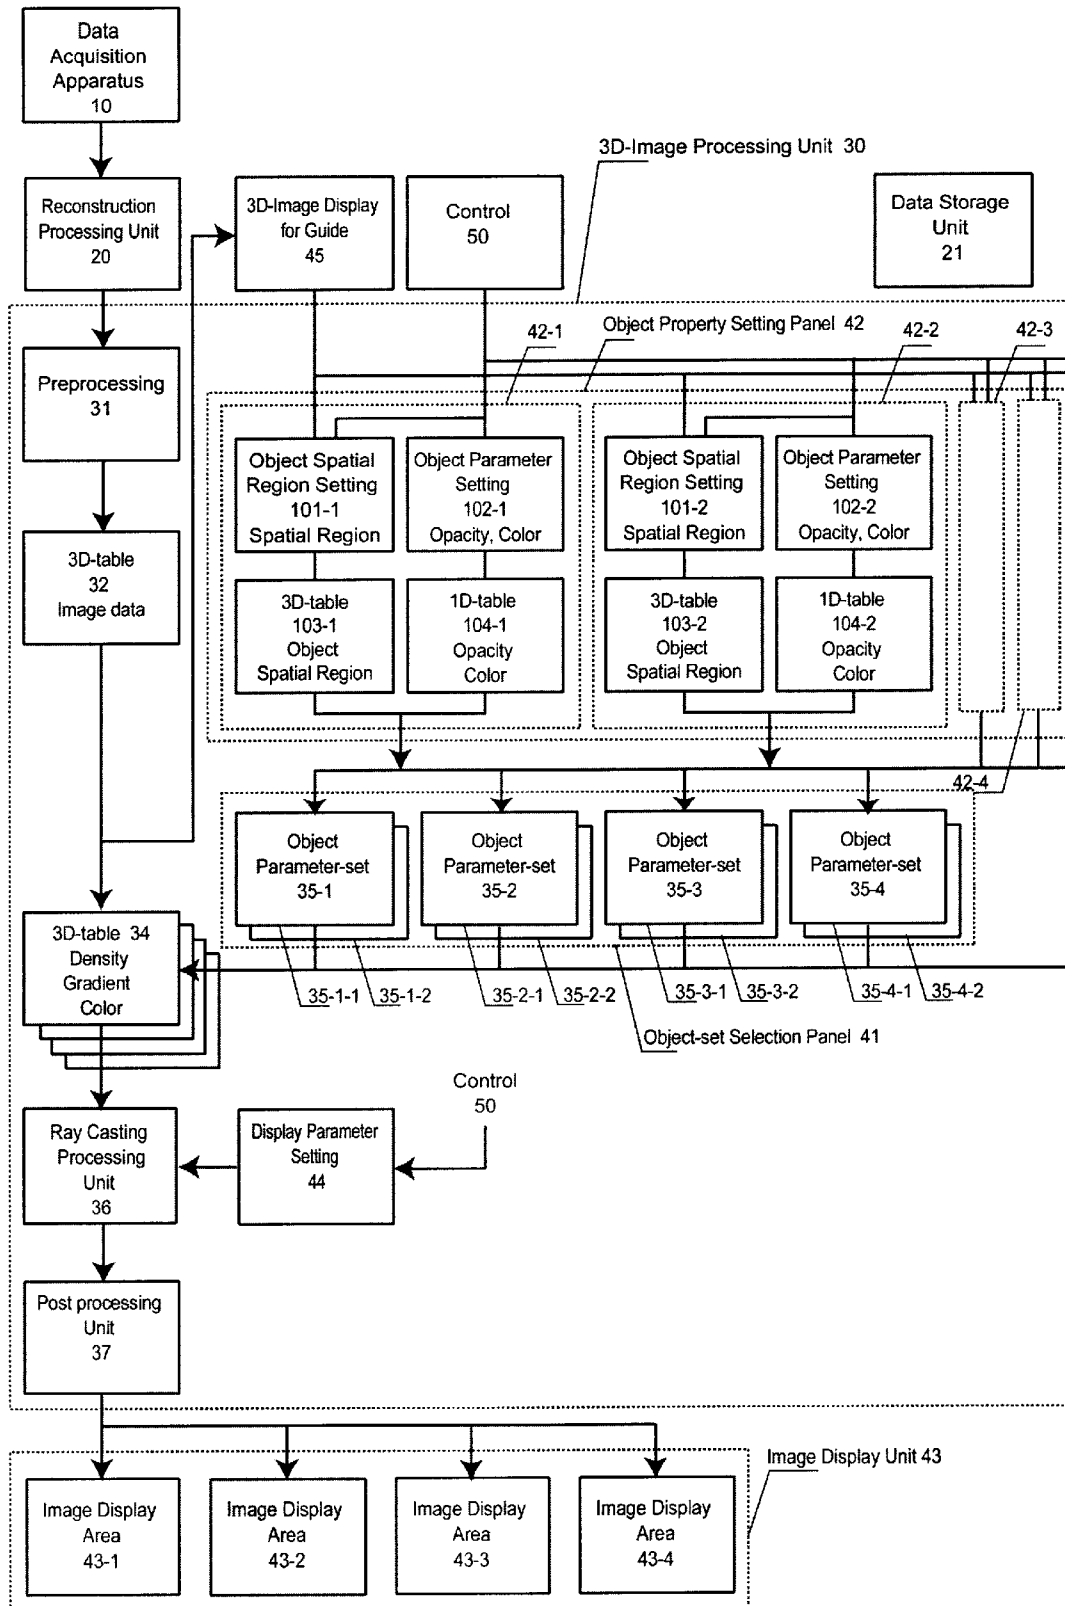 Data
Acquisition
Apparatus
10
3D-Image Processing Unit 30
Reconstruction
Processing Unit
20
3D-Image Display
for Guide
45
Control
50
Data Storage
Unit
21
42-1
Object Property Setting Panel 42
42-2
42-3
Preprocessing
31
Object Spatial
Region Setting
101-1
Spatial Region
Object Parameter
Setting
102-1
Opacity, Color
Object Spatial
Region Setting
101-2
Spatial Region
Object Parameter
Setting
102-2
Opacity, Color
3D-table
32
Image data
3D-table
103-1
Object
Spatial Region
1D-table
104-1
Opacity
Color
3D-table
103-2
Object
Spatial Region
1D-table
104-2
Opacity
Color
42-4
Object
Parameter-set
35-1
Object
Parameter-set
35-2
Object
Parameter-set
35-3
Object
Parameter-set
35-4
3D-table 34
Density
Gradient
Color
35-1-1
35-1-2
35-2-1
35-2-2
35-3-1
35-3-2
35-4-1
35-4-2
Object-set Selection Panel 41
Control
50
Ray Casting
Processing
Unit
36
Display Parameter
Setting
44
Post processing
Unit
37
Image Display Unit 43
Image Display
Area
43-1
Image Display
Area
43-2
Image Display
Area
43-3
Image Display
Area
43-4